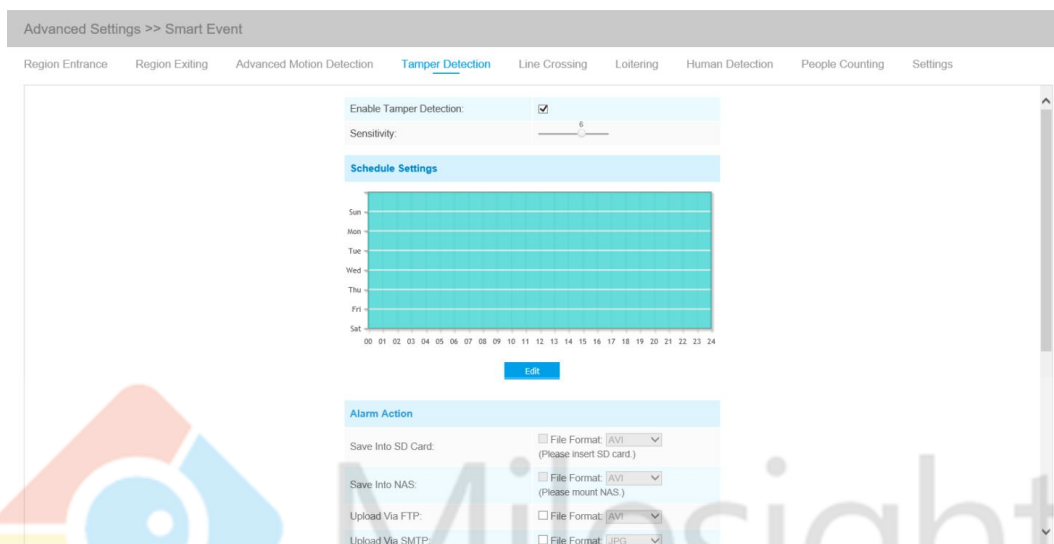 Advanced Settings >> Smart Event
Region Entrance Region Exiting Advanced Motion Detection Tamper Detection Line Crossing Loitering Human Detection People Counting Settings
Enable Tamper Detection:
6
Sensitivity:
Schedule Settings
Sun
Mon
Tue
Wed
Thu
Fri
Sat
00 01 02 03 04 05 06 07 08 09 10 11 12 13 14 15 16 17 18 19 20 21 22 23 24
Edit
Alarm Action
Save Into SD Card: File Format: AVI
(Please insert SD card.)
Save Into NAS: File Format: AVI
(Please mount NAS.)
Upload Via FTP: File Format: AVI
Upload Via SMTP: File Format: JPG
Milesight